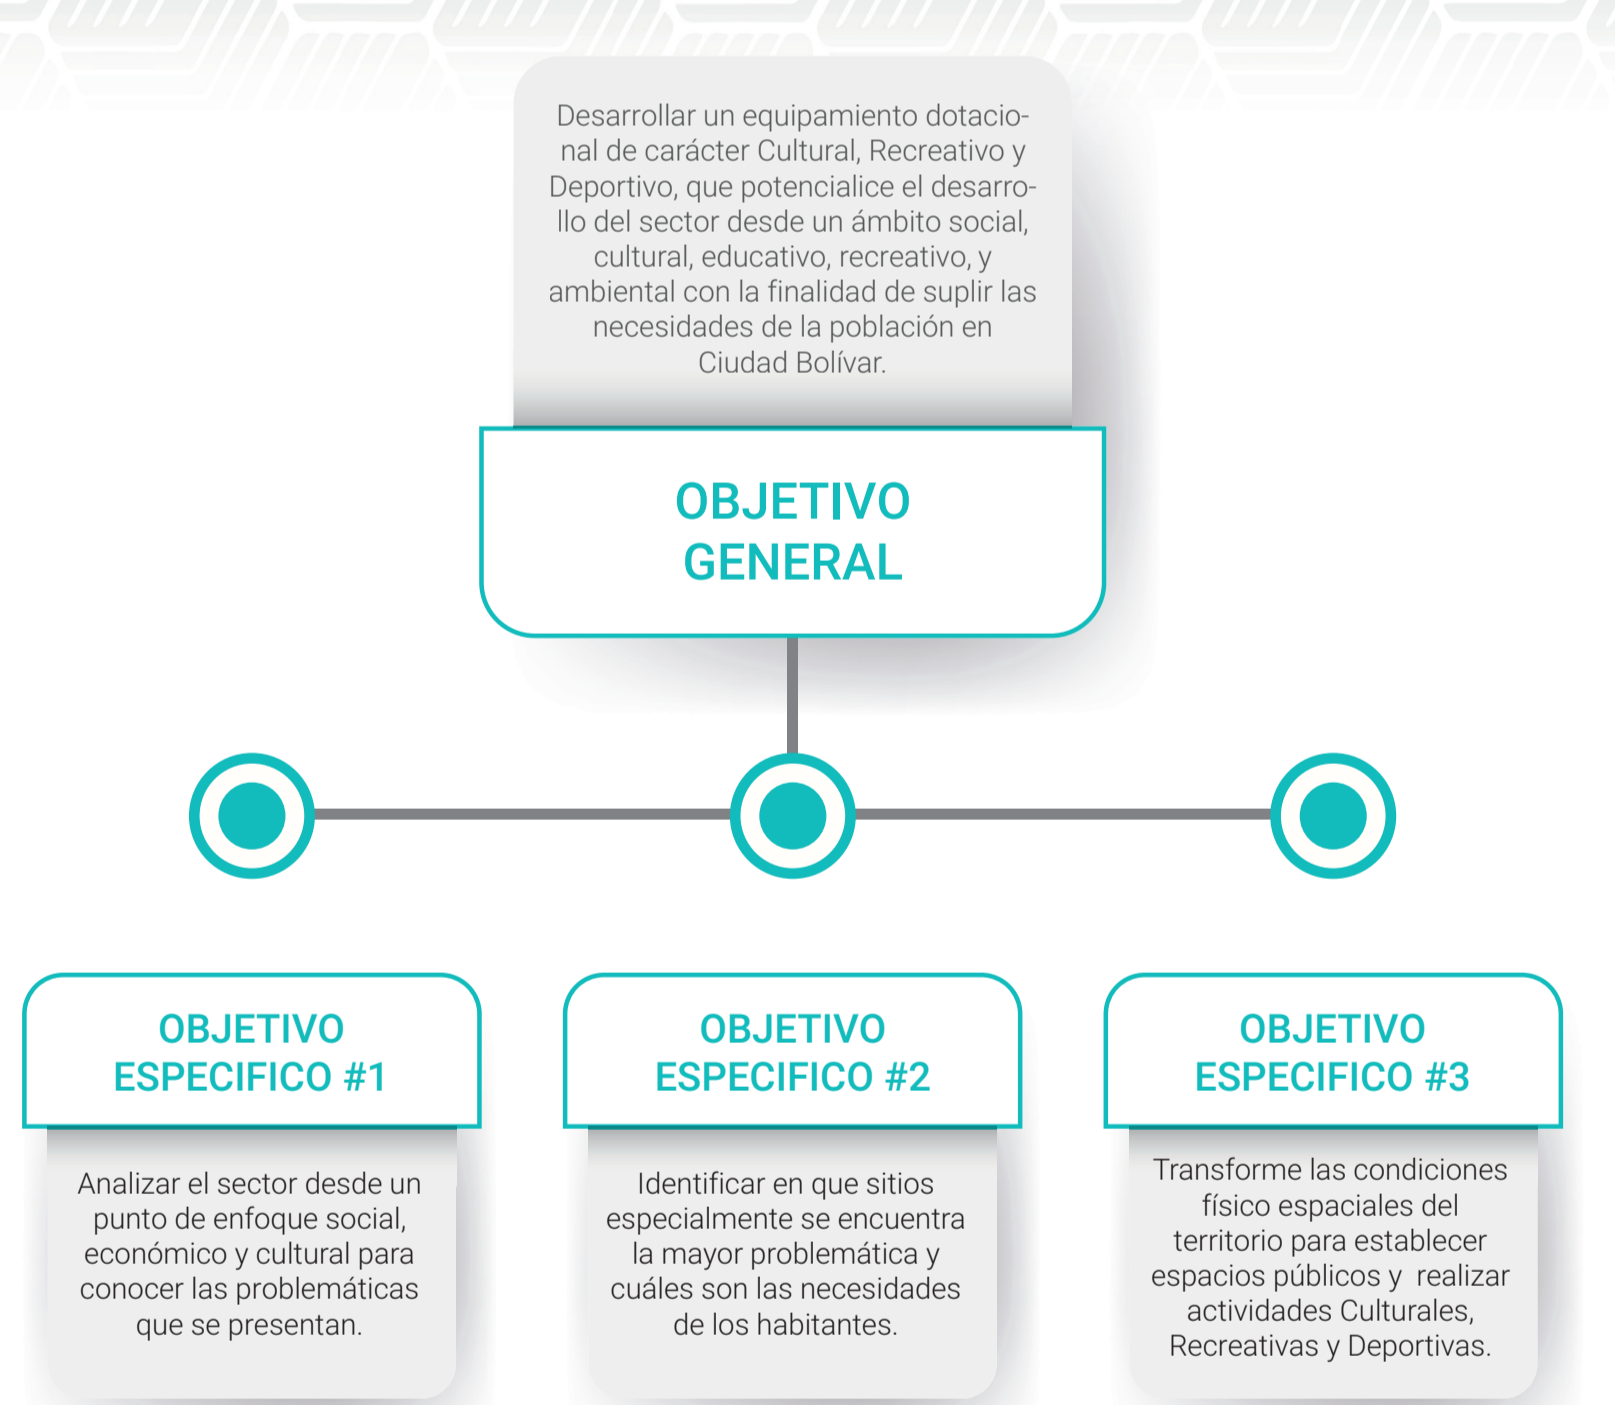 Desarrollar un equipamiento dotacio-
nal de carácter Cultural, Recreativo y
Deportivo, que potencialice el desarro-
llo del sector desde un ámbito social,
cultural, educativo, recreativo, y
ambiental con la finalidad de suplir las
necesidades de la población en
Ciudad Bolívar.
OBJETIVO
GENERAL
OBJETIVO
ESPECIFICO #1
Analizar el sector desde un
punto de enfoque social,
económico y cultural para
conocer las problemáticas
que se presentan.
OBJETIVO
ESPECIFICO #2
Identificar en que sitios
especialmente se encuentra
la mayor problemática y
cuáles son las necesidades
de los habitantes.
OBJETIVO
ESPECIFICO #3
Transforme las condiciones
físico espaciales del
territorio para establecer
espacios públicos y  realizar
actividades Culturales,
Recreativas y Deportivas.